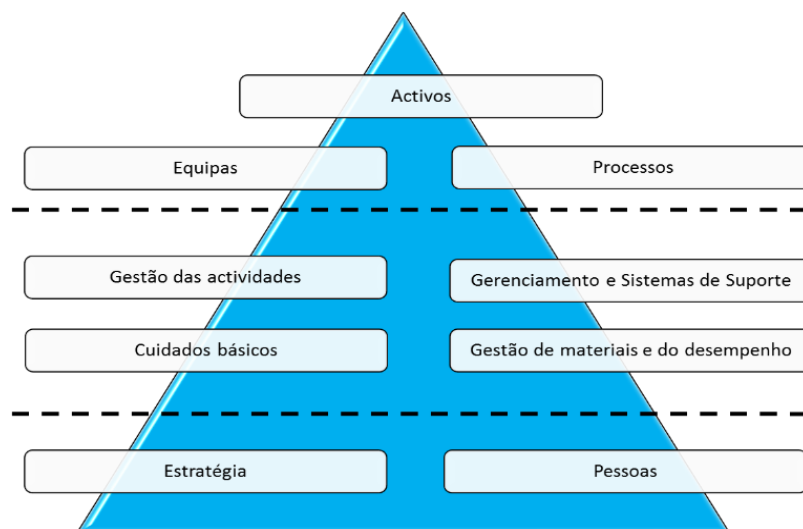 Activos
Equipas
Processos
Gestão das actividades
Gerenciamento e Sistemas de Suporte
Cuidados básicos
Gestão de materiais e do desempenho
Estratégia
Pessoas